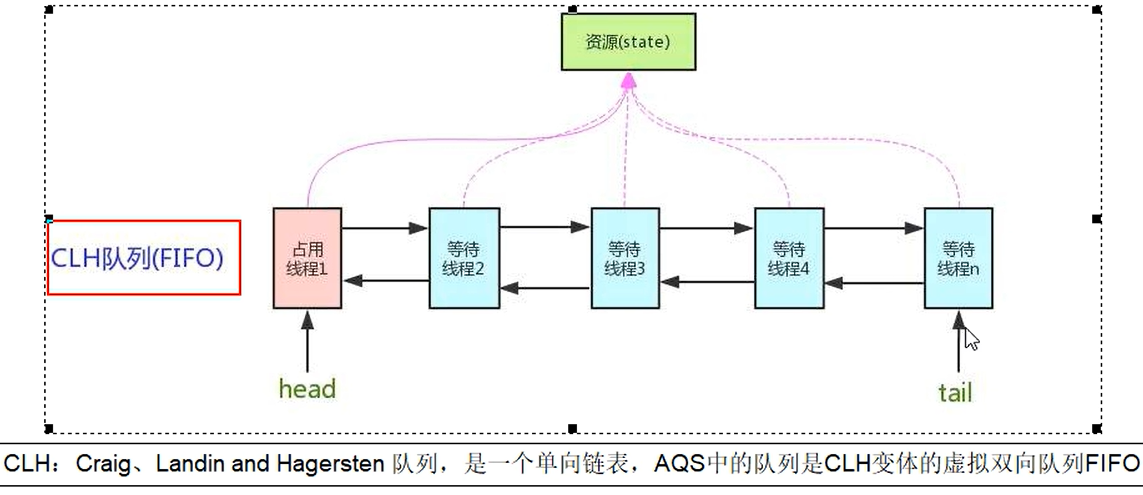 资源(state)
占用
线程1
等待
线程2
等待
线程3
等待
线程4
等待
线程n
CLH队列(FIFO)
head
tail
CLH：Craig、Landin and Hagersten 队列，是一个单向链表，AQS中的队列是CLH变体的虚拟双向队列FIFO